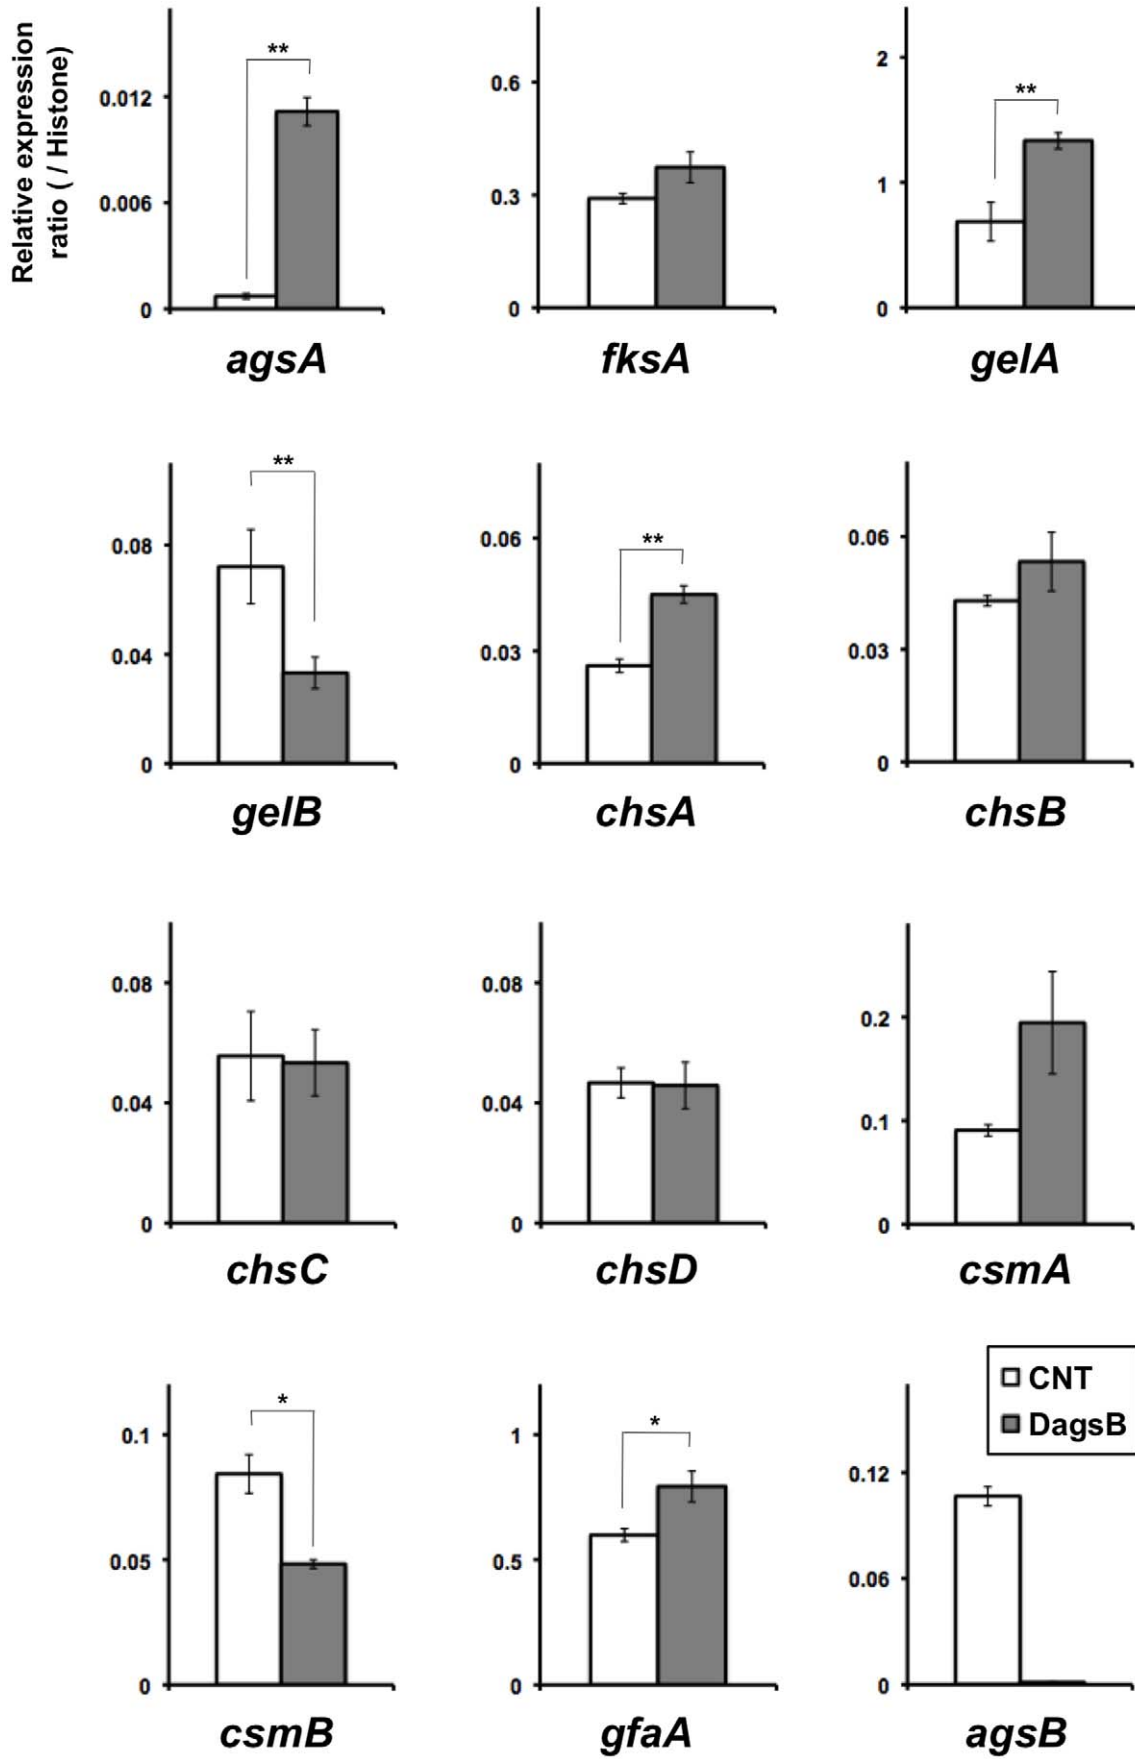 Relative expression
ratio ( / Histone)
**
0.012
0.006
0
agsA
0.6
0.3
0
fksA
2
**
1
0
gelA
**
0.08
0.04
0
gelB
0.06
**
0.03
0
chsA
0.06
0.03
0
chsB
0.08
0.04
0
chsC
0.08
0.04
0
chsD
0.2
0.1
0
csmA
*
0.1
0.05
0
csmB
*
1
0.5
0
gfaA
CNT
DagsB
0.12
0.06
0
agsB